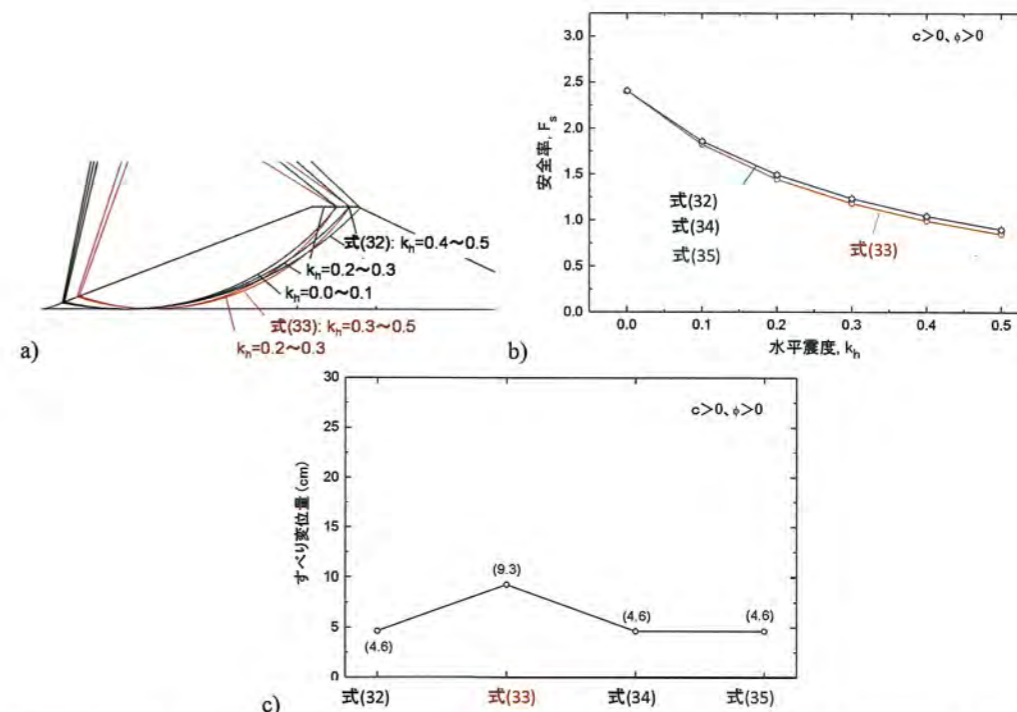 式(32): kₕ=0.4～0.5
kₕ=0.2～0.3
kₕ=0.0～0.1
式(33): kₕ=0.3～0.5
kₕ=0.2～0.3
a)
3.0
2.5
2.0
1.5
1.0
0.5
0.0
安全率, Fₛ
c＞0、φ＞0
式(32)
式(34)
式(35)
式(33)
0.0 0.1 0.2 0.3 0.4 0.5
水平震度, kₕ
b)
30
25
20
15
10
5
0
すべり変位量 (cm)
c＞0、φ＞0
(4.6)
(9.3)
(4.6)
(4.6)
式(32) 式(33) 式(34) 式(35)
c)